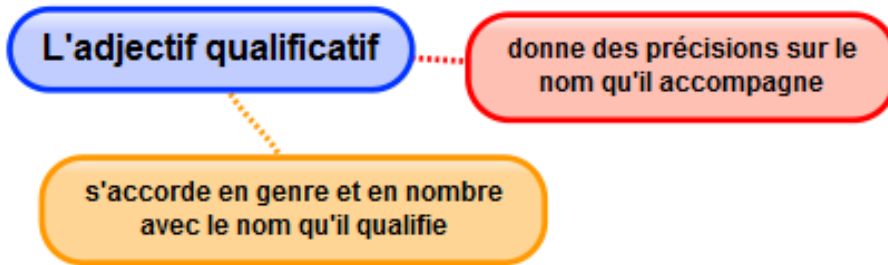 L'adjectif qualificatif
donne des précisions sur le
nom qu'il accompagne
s'accorde en genre et en nombre
avec le nom qu'il qualifie